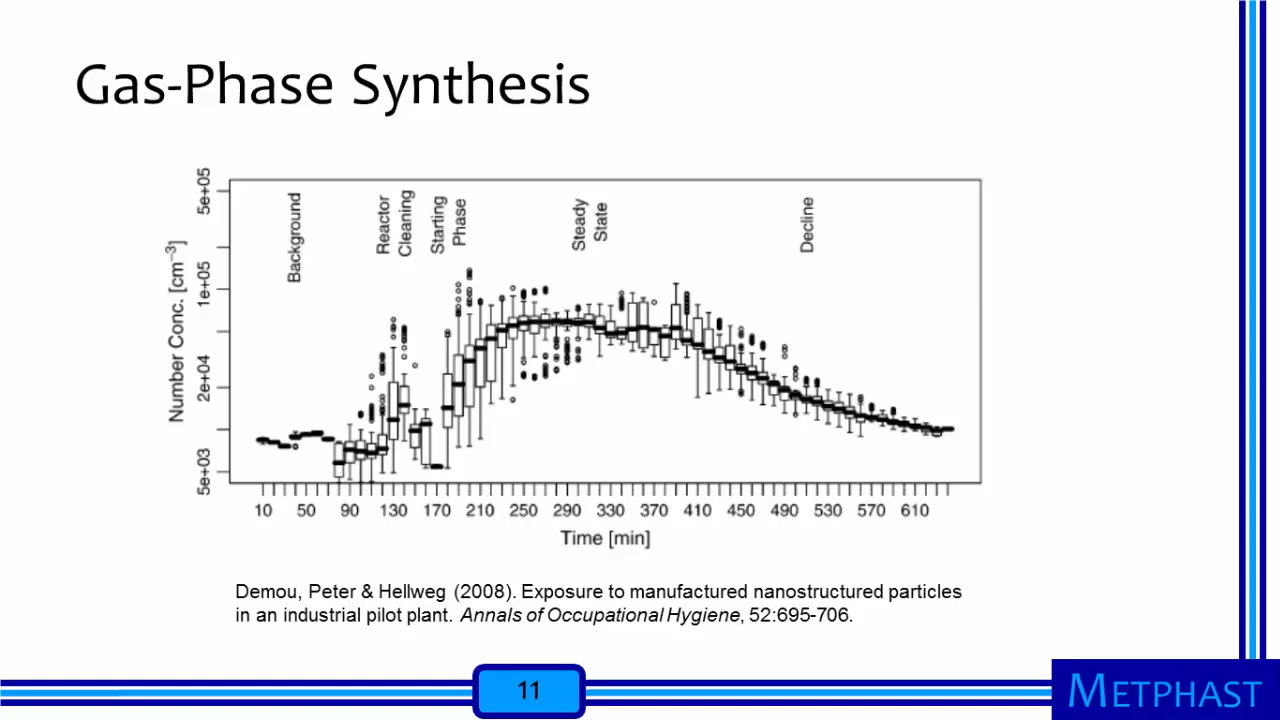 Gas-Phase Synthesis
Number Conc. [cm⁻³]
5e+05
1e+05
2e+04
5e+03
Background
Reactor
Cleaning
Starting
Phase
Steady
State
Decline
10 50 90 130 170 210 250 290 330 370 410 450 490 530 570 610
Time [min]
Demou, Peter & Hellweg (2008). Exposure to manufactured nanostructured particles
in an industrial pilot plant. Annals of Occupational Hygiene, 52:695-706.
11
METPHAST